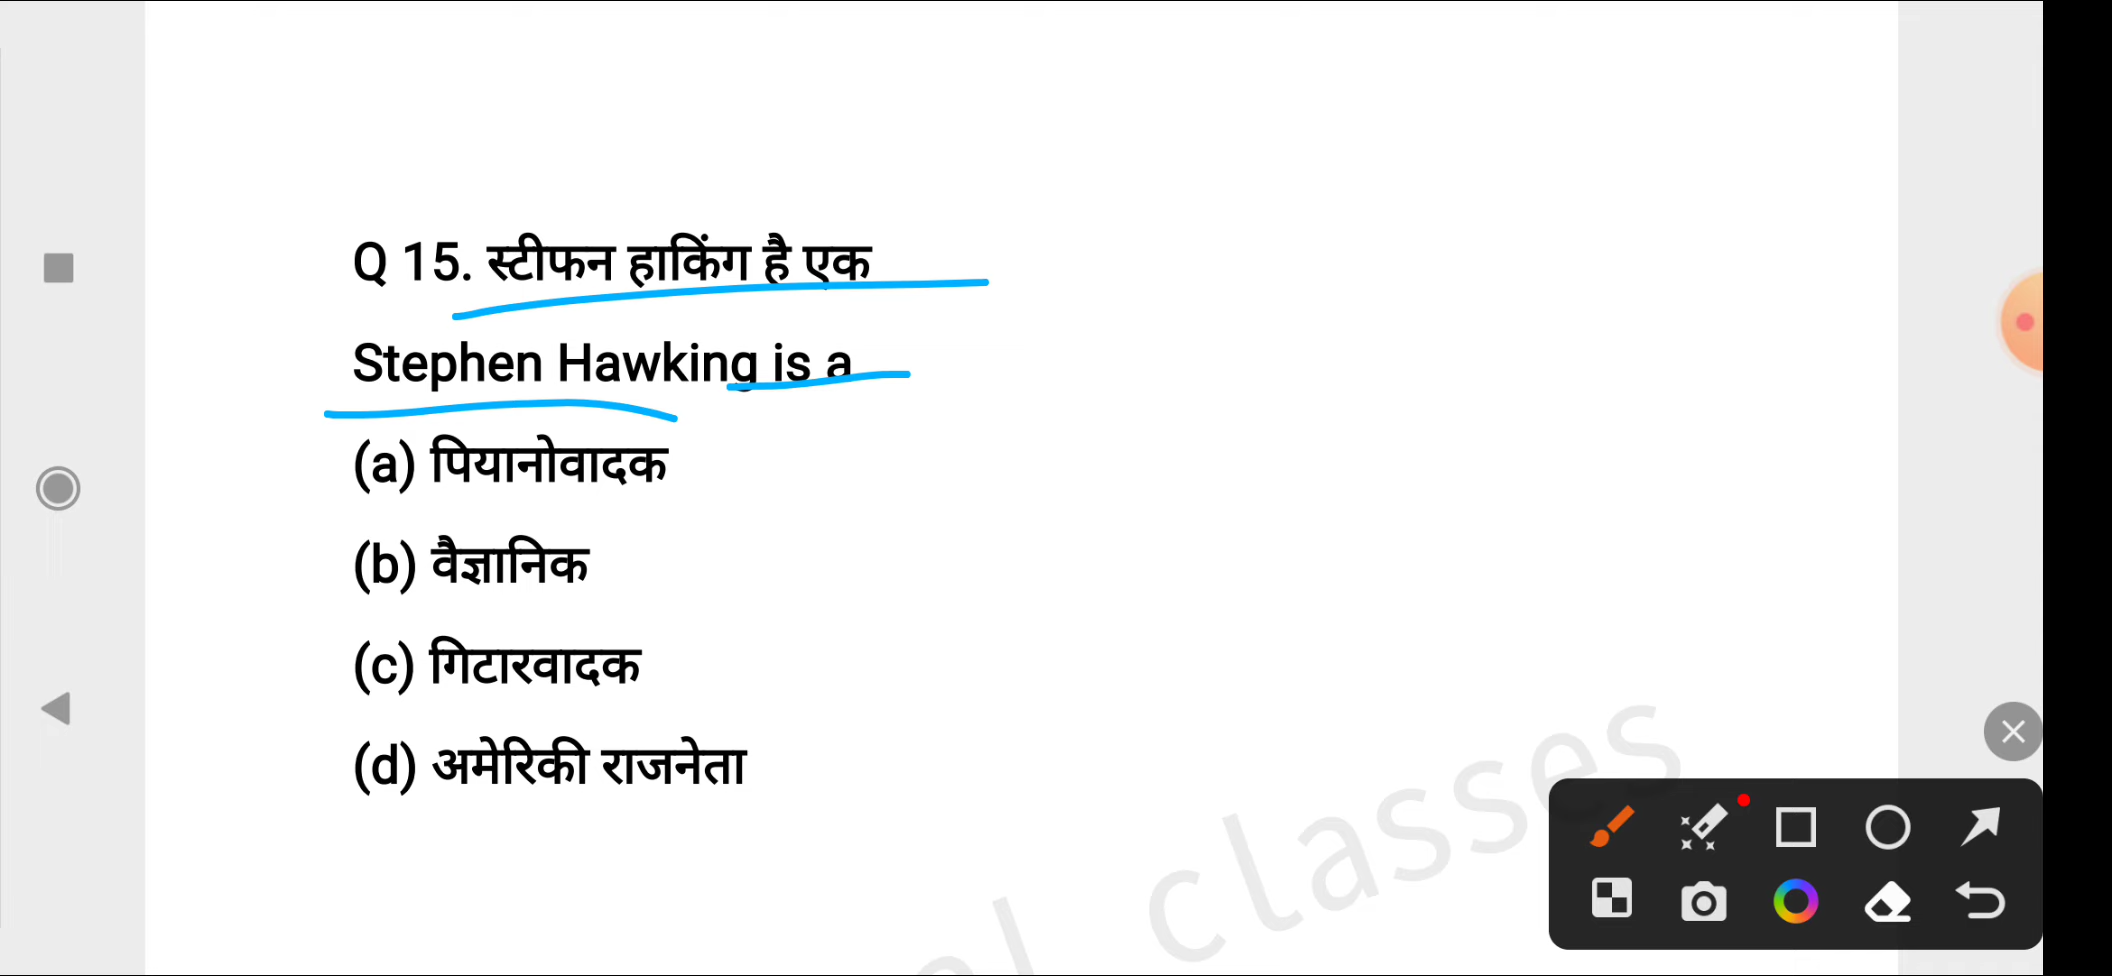 Q 15. स्टीफन हाकिंग है एक
Stephen Hawking is a
(a) पियानोवादक
(b) वैज्ञानिक
(c) गिटारवादक
(d) अमेरिकी राजनेता
classes